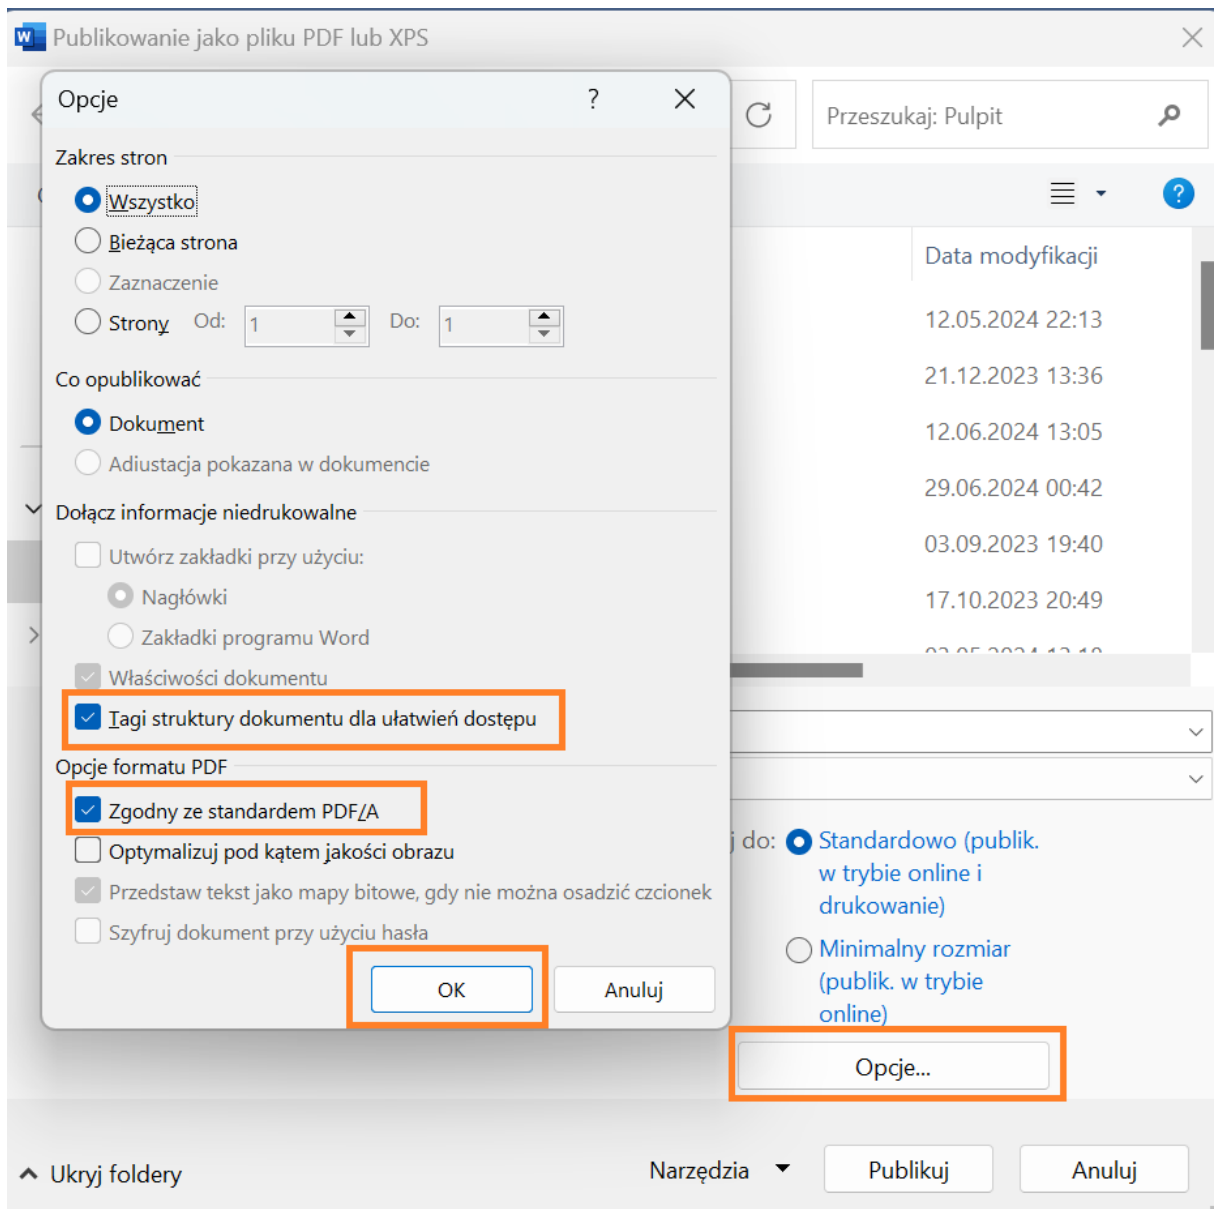 Publikowanie jako pliku PDF lub XPS
Opcje
?
Przeszukaj: Pulpit
Zakres stron
Wszystko
Bieżąca strona
Zaznaczenie
Strony Od: 1 Do: 1
Co opublikować
Dokument
Adiustacja pokazana w dokumencie
Dołącz informacje niedrukowalne
Utwórz zakładki przy użyciu:
Nagłówki
Zakładki programu Word
Właściwości dokumentu
Tagi struktury dokumentu dla ułatwień dostępu
Opcje formatu PDF
Zgodny ze standardem PDF/A
Optymalizuj pod kątem jakości obrazu
Przedstaw tekst jako mapy bitowe, gdy nie można osadzić czcionek
Szyfruj dokument przy użyciu hasła
OK
Anuluj
?
Data modyfikacji
12.05.2024 22:13
21.12.2023 13:36
12.06.2024 13:05
29.06.2024 00:42
03.09.2023 19:40
17.10.2023 20:49
do:
Standardowo (publik.
w trybie online i
drukowanie)
Minimalny rozmiar
(publik. w trybie
online)
Opcje...
Ukryj foldery
Narzędzia
Publikuj
Anuluj